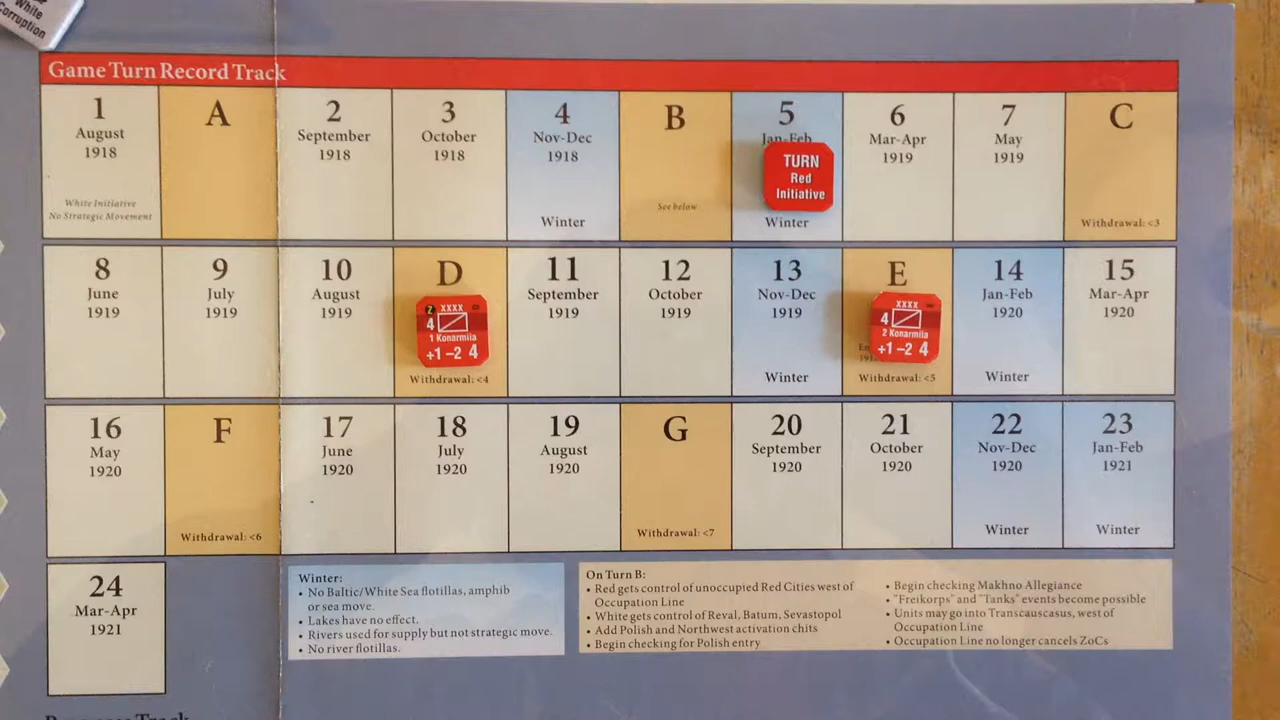 White
Corruption
Game Turn Record Track
1
August
1918
White Initiative
No Strategic Movement
A
2
September
1918
3
October
1918
4
Nov-Dec
1918
Winter
B
See below
5
Jan-Feb
TURN
Red
Initiative
Winter
6
Mar-Apr
1919
7
May
1919
C
Withdrawal: <3
8
June
1919
9
July
1919
10
August
1919
D
2 XXXX
4
1 Konarmiia
+1 -2 4
Withdrawal: <4
11
September
1919
12
October
1919
13
Nov-Dec
1919
Winter
E
XXXX
4
2 Konarmiia
+1 -2 4
Withdrawal: <5
14
Jan-Feb
1920
Winter
15
Mar-Apr
1920
16
May
1920
F
Withdrawal: <6
17
June
1920
18
July
1920
19
August
1920
G
Withdrawal: <7
20
September
1920
21
October
1920
22
Nov-Dec
1920
Winter
23
Jan-Feb
1921
Winter
24
Mar-Apr
1921
Winter:
• No Baltic/White Sea flotillas, amphib
or sea move.
• Lakes have no effect.
• Rivers used for supply but not strategic move.
• No river flotillas.
On Turn B:
• Red gets control of unoccupied Red Cities west of
Occupation Line
• White gets control of Reval, Batum, Sevastopol
• Add Polish and Northwest activation chits
• Begin checking for Polish entry
• Begin checking Makhno Allegiance
• "Freikorps" and "Tanks" events become possible
• Units may go into Transcaucasus, west of
Occupation Line
• Occupation Line no longer cancels ZoCs